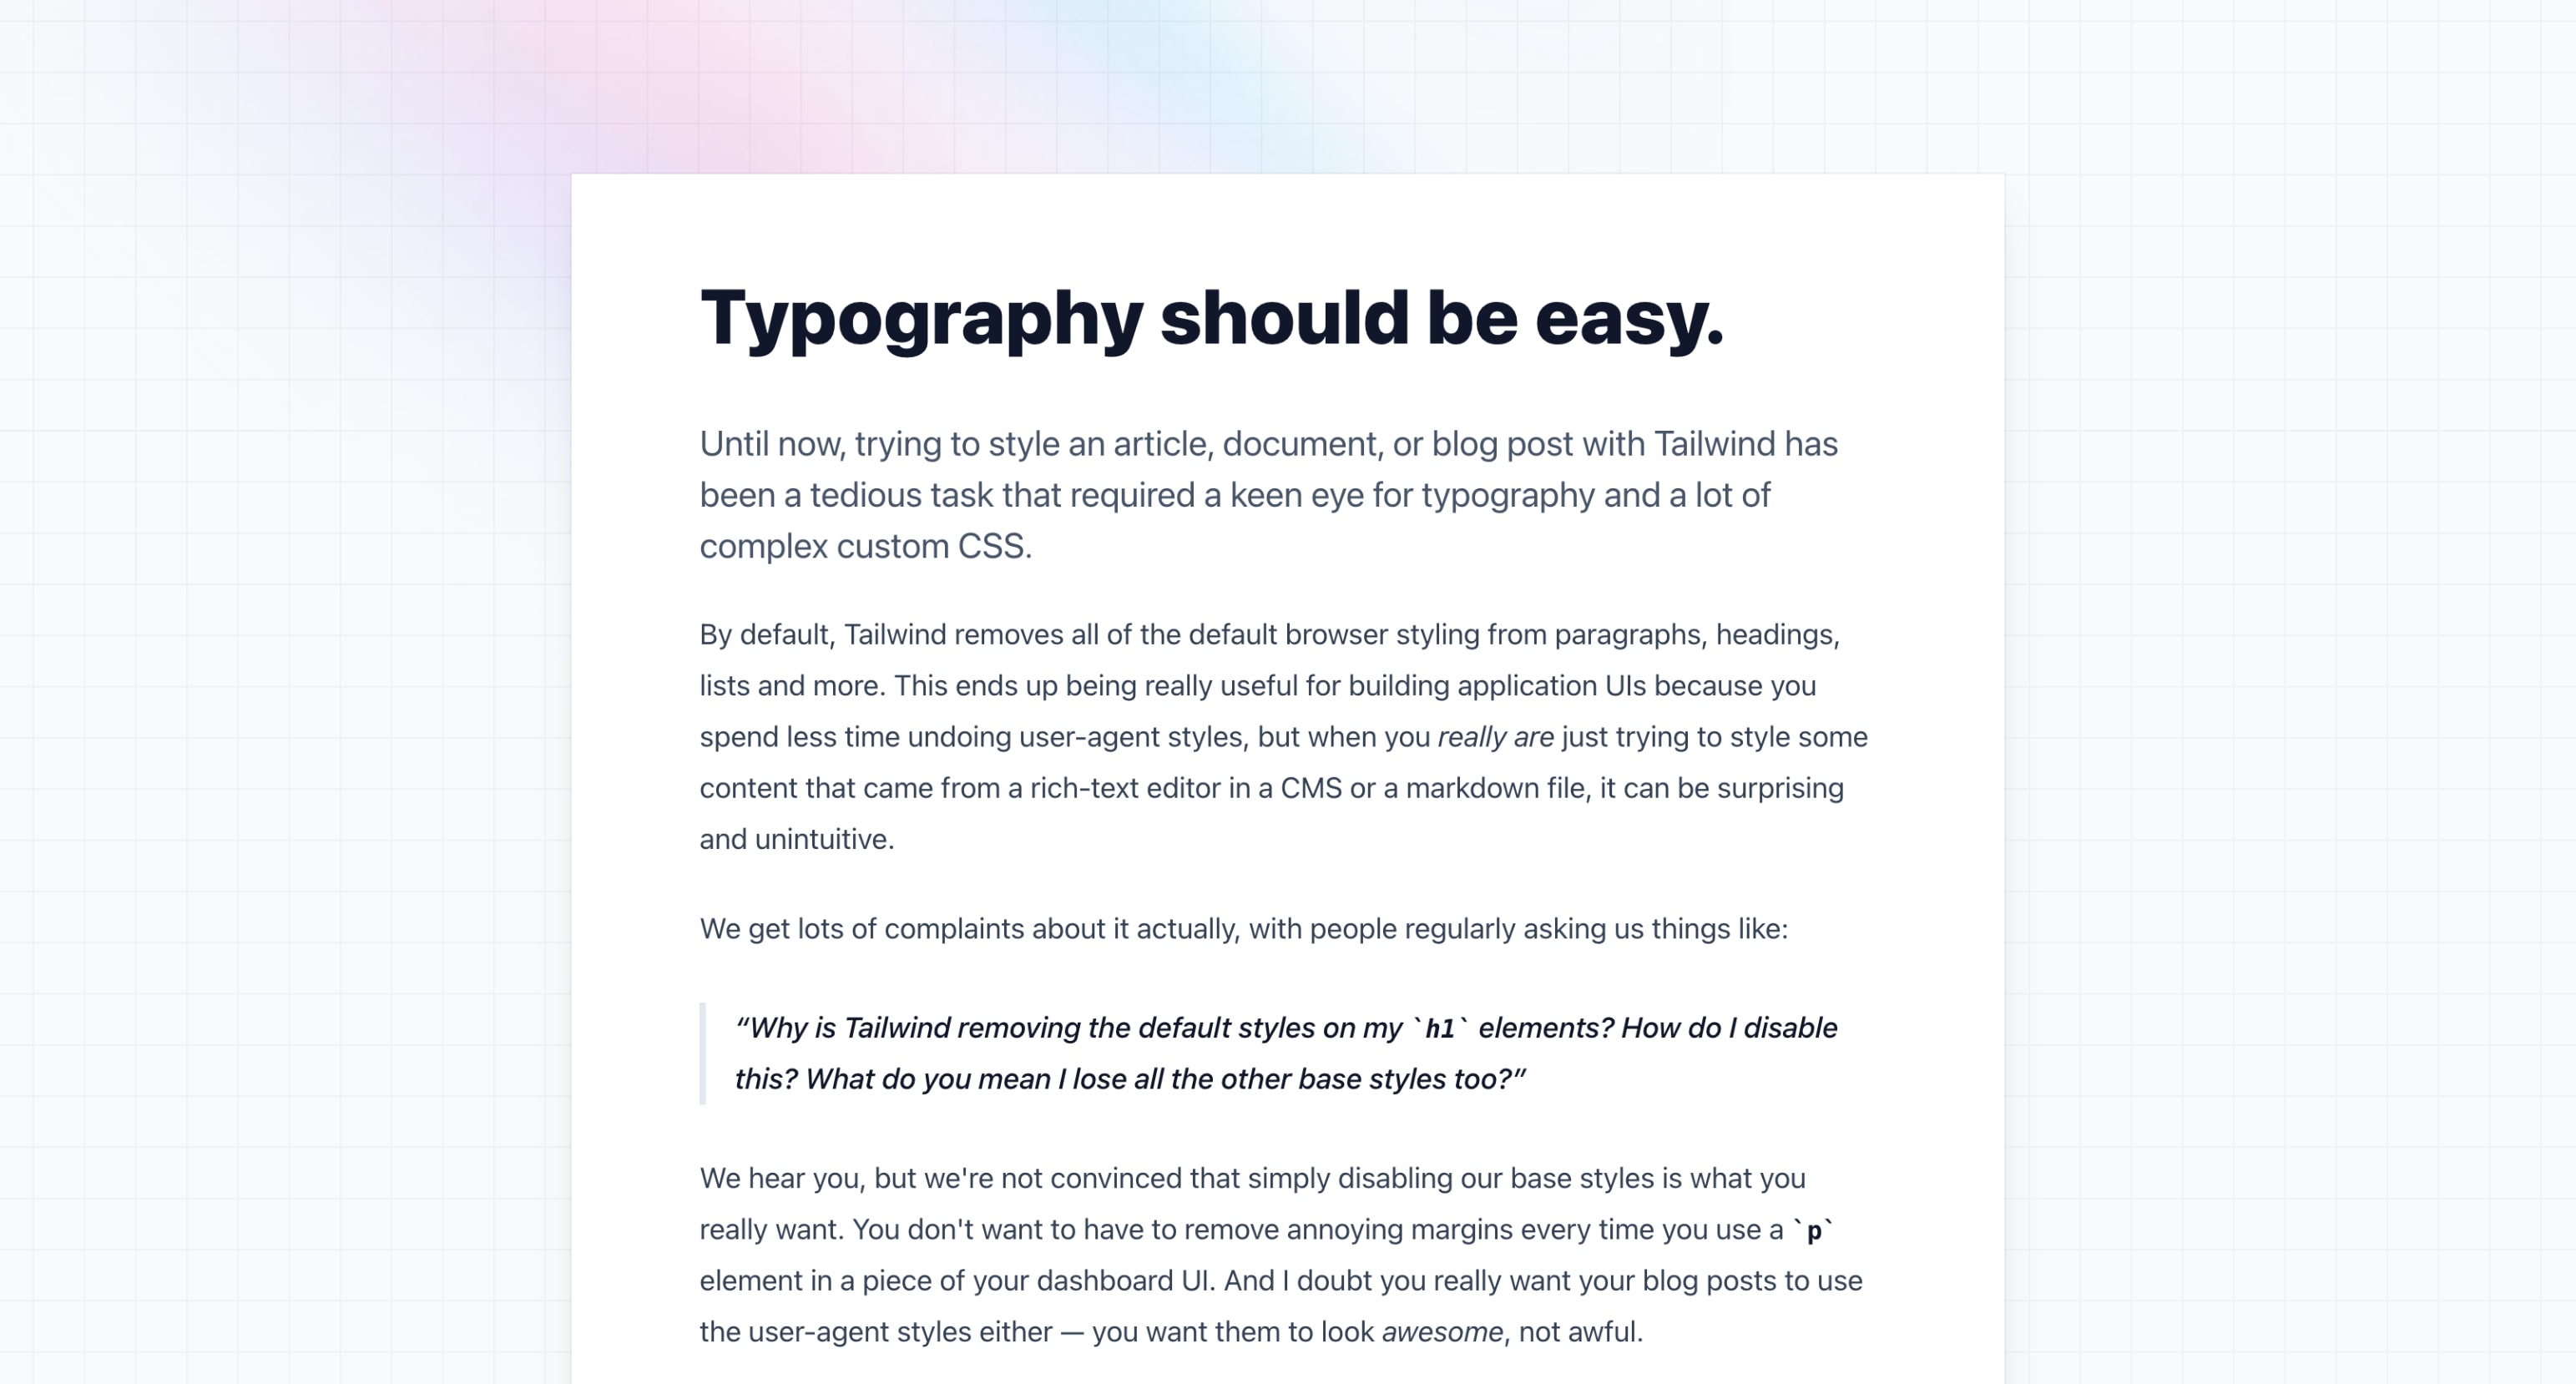 Typography should be easy.
Until now, trying to style an article, document, or blog post with Tailwind has
been a tedious task that required a keen eye for typography and a lot of
complex custom CSS.
By default, Tailwind removes all of the default browser styling from paragraphs, headings,
lists and more. This ends up being really useful for building application UIs because you
spend less time undoing user-agent styles, but when you really are just trying to style some
content that came from a rich-text editor in a CMS or a markdown file, it can be surprising
and unintuitive.
We get lots of complaints about it actually, with people regularly asking us things like:
“Why is Tailwind removing the default styles on my `h1` elements? How do I disable
this? What do you mean I lose all the other base styles too?”
We hear you, but we're not convinced that simply disabling our base styles is what you
really want. You don't want to have to remove annoying margins every time you use a `p`
element in a piece of your dashboard UI. And I doubt you really want your blog posts to use
the user-agent styles either — you want them to look awesome, not awful.